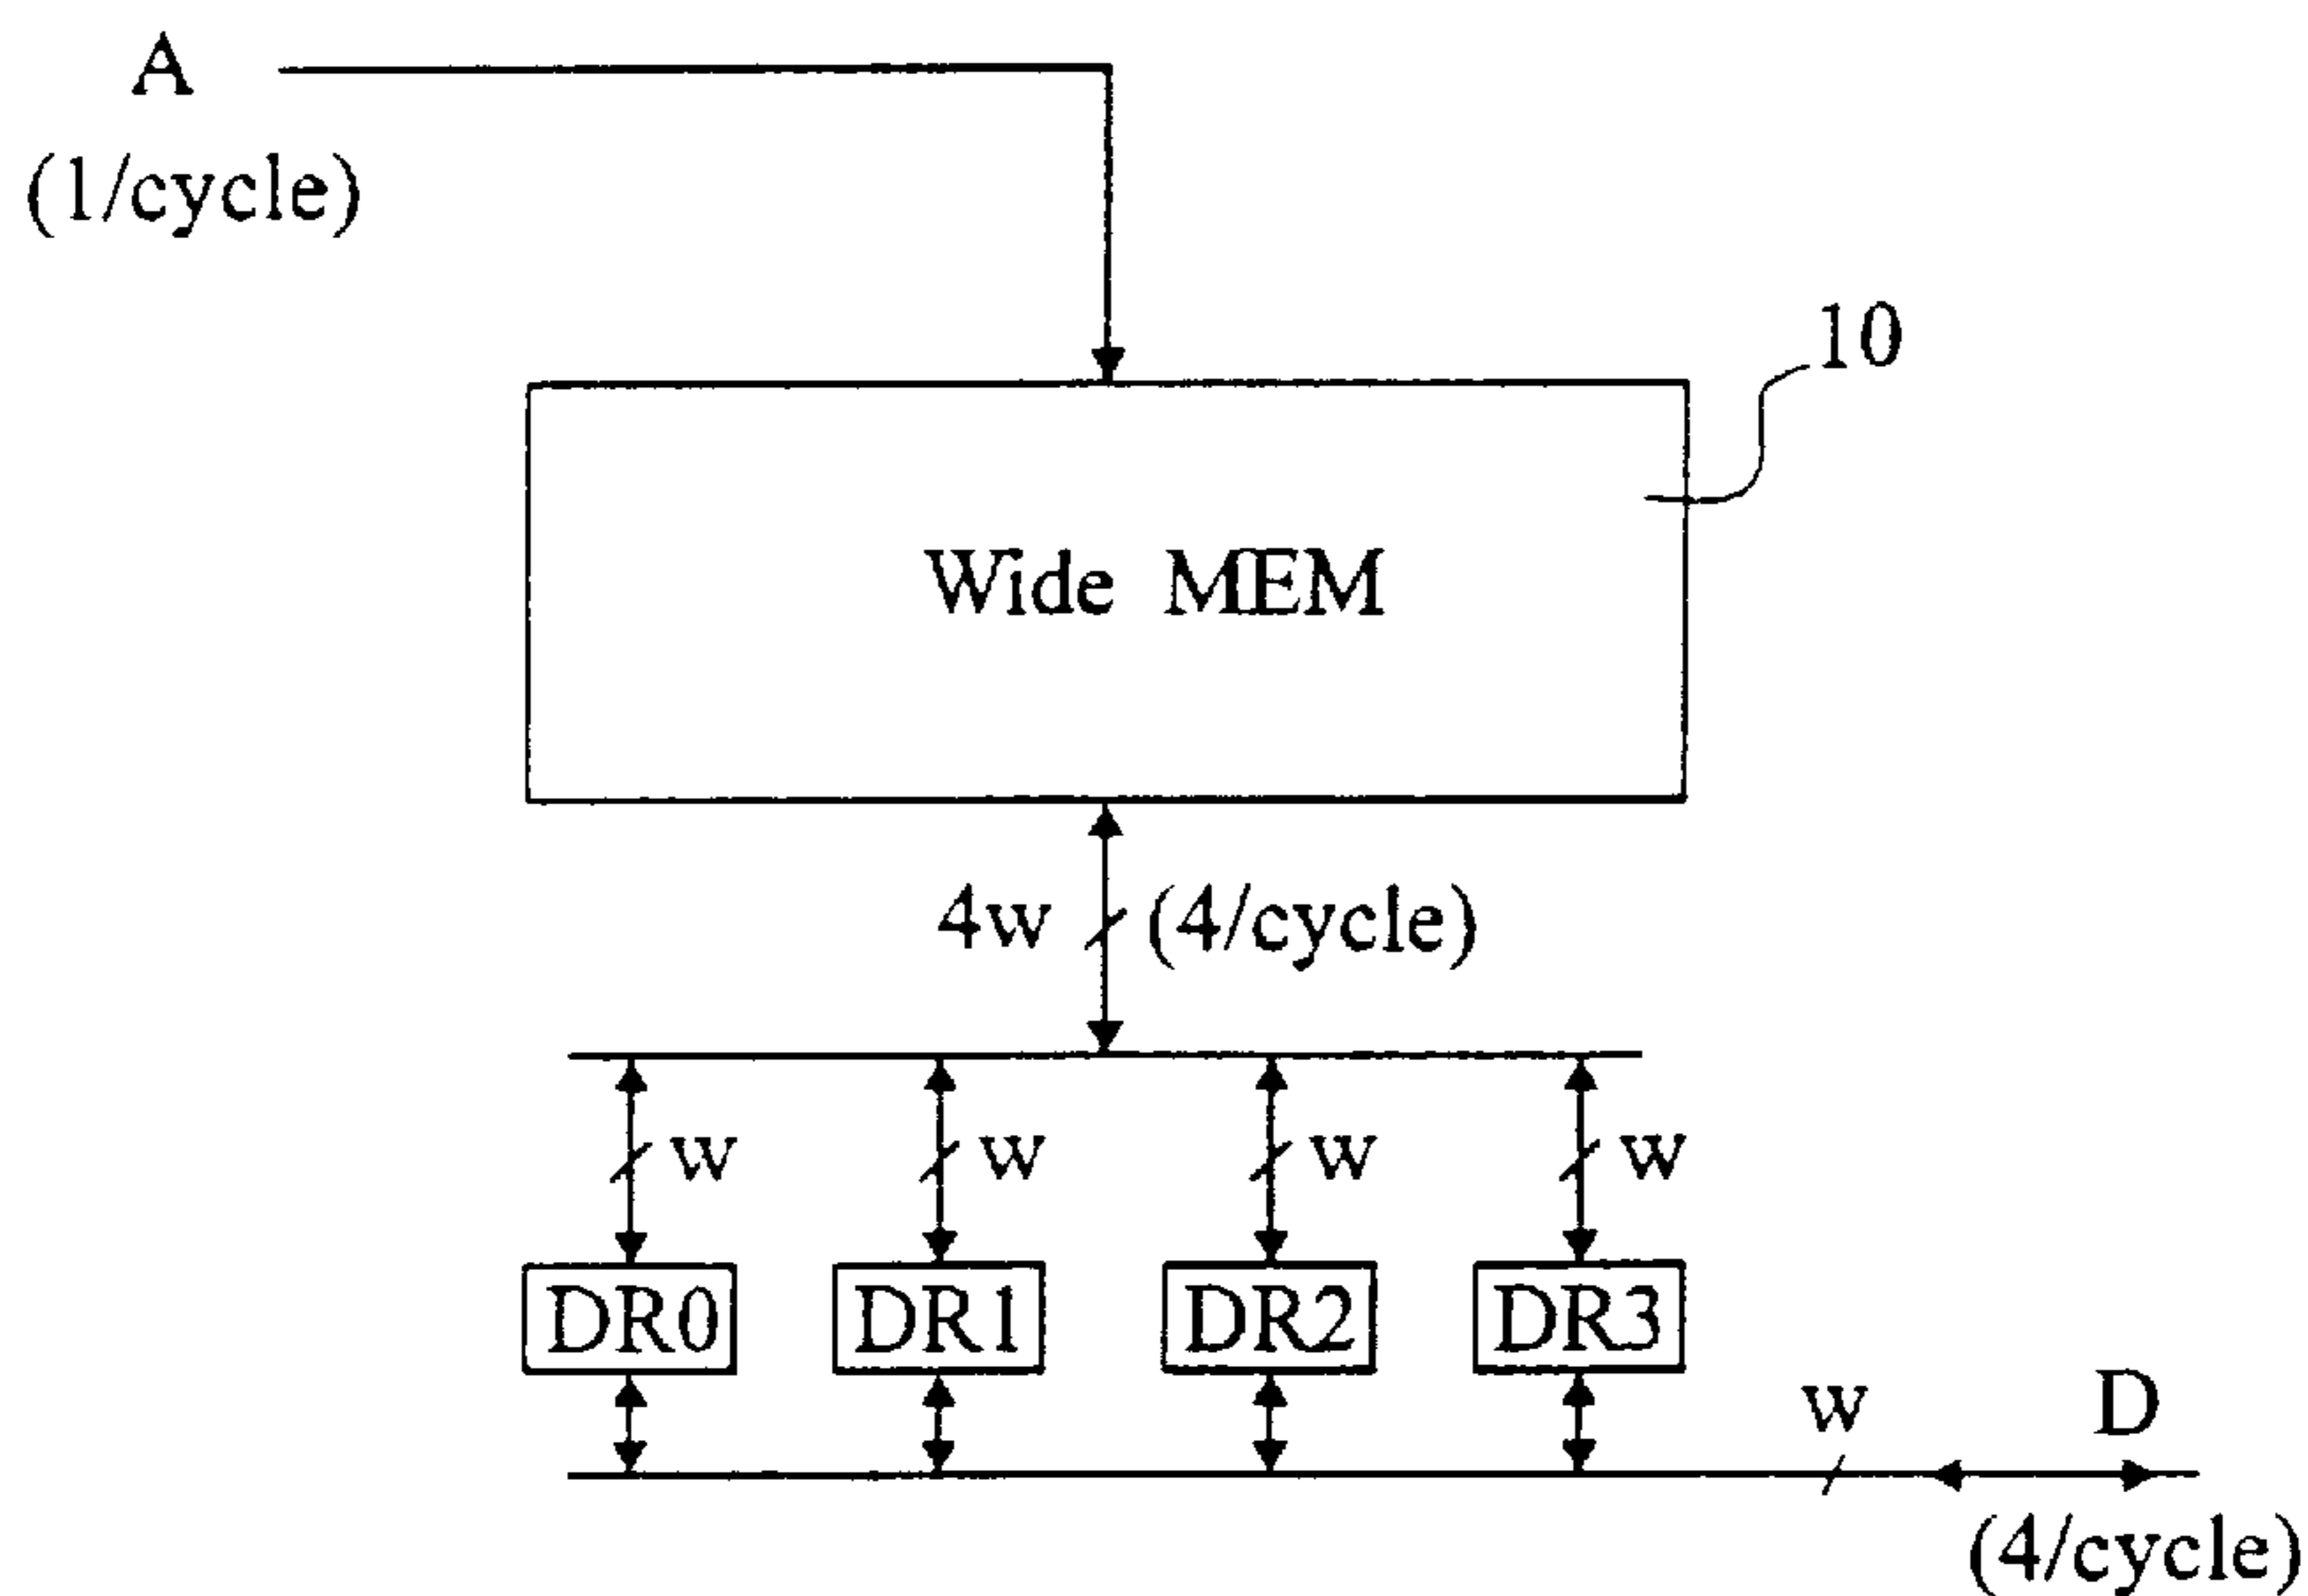 A
(1/cycle)
10
Wide MEM
4w (4/cycle)
w w w w
DR0 DR1 DR2 DR3
w D
(4/cycle)